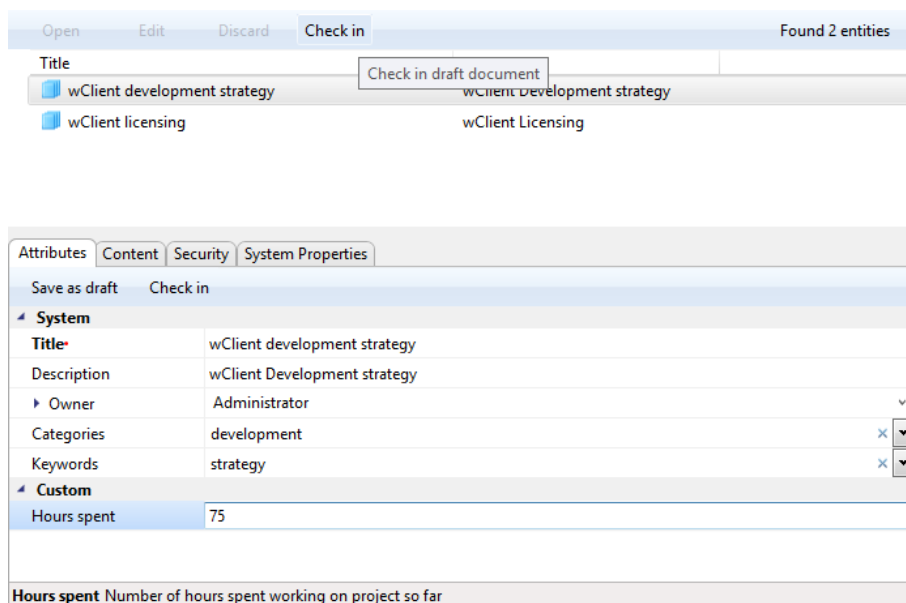 Open Edit Discard Check in Found 2 entities
Title
Check in draft document
wClient development strategy wClient Development strategy
wClient licensing wClient Licensing
Attributes Content Security System Properties
Save as draft Check in
System
Title•
wClient development strategy
Description wClient Development strategy
Owner Administrator
Categories development
Keywords strategy
Custom
Hours spent 75
Hours spent Number of hours spent working on project so far